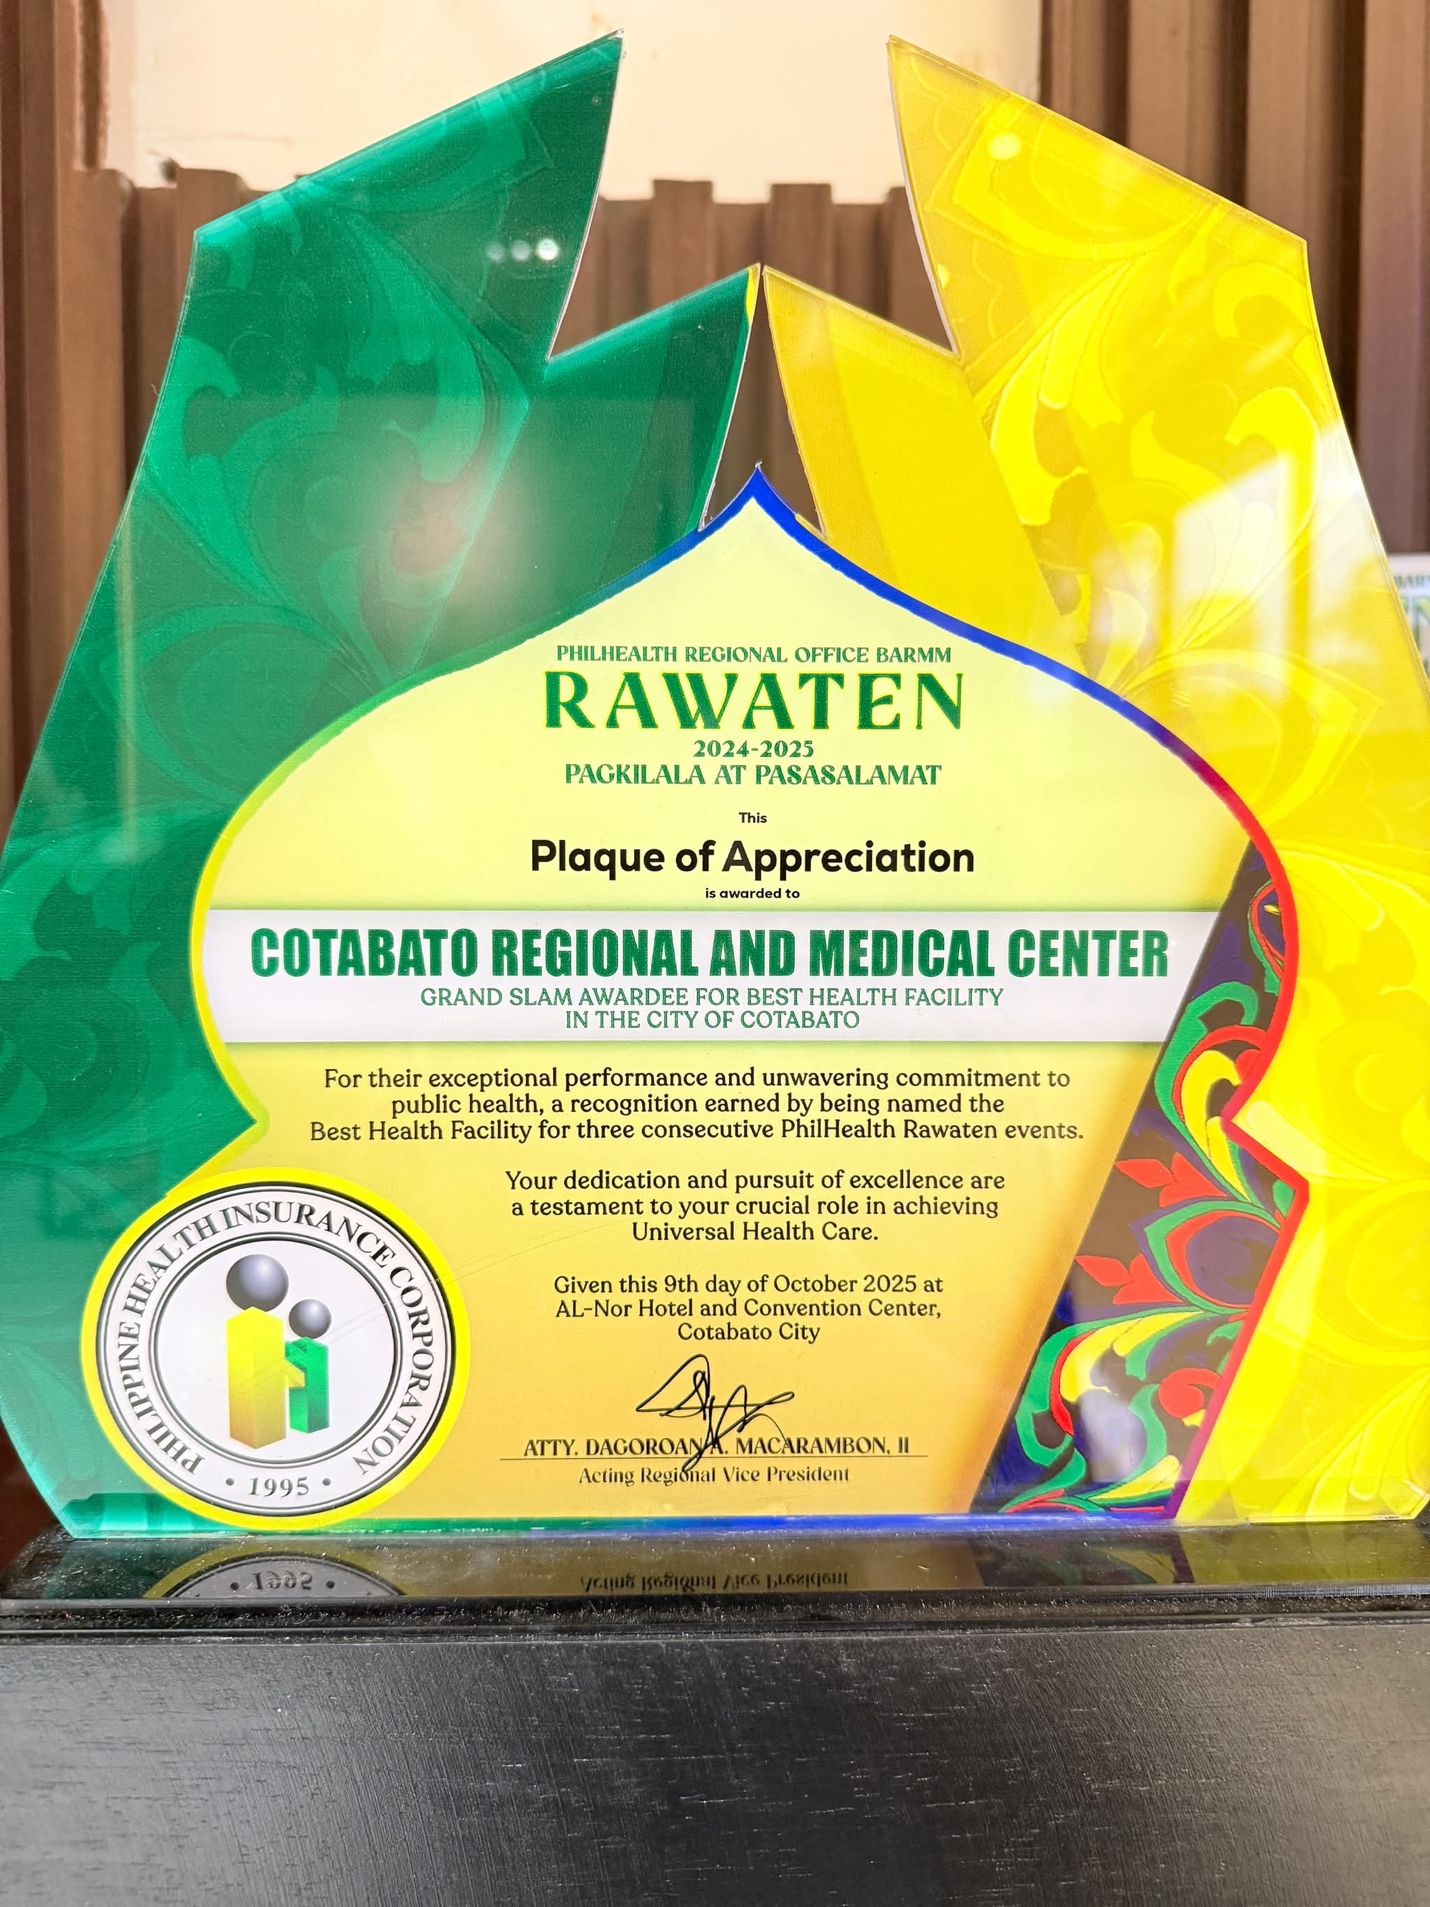 PHILHEALTH REGIONAL OFFICE BARMM
RAWATEN
2024-2025
PAGKILALA AT PASASALAMAT
This
Plaque of Appreciation
is awarded to
COTABATO REGIONAL AND MEDICAL CENTER
GRAND SLAM AWARDEE FOR BEST HEALTH FACILITY
IN THE CITY OF COTABATO
For their exceptional performance and unwavering commitment to
public health, a recognition earned by being named the
Best Health Facility for three consecutive PhilHealth Rawaten events.
Your dedication and pursuit of excellence are
a testament to your crucial role in achieving
Universal Health Care.
Given this 9th day of October 2025 at
AL-Nor Hotel and Convention Center,
Cotabato City
ATTY. DAGOROAN A. MACARAMBON, II
Acting Regional Vice President
PHILIPPINE HEALTH INSURANCE CORPORATION
• 1995 •